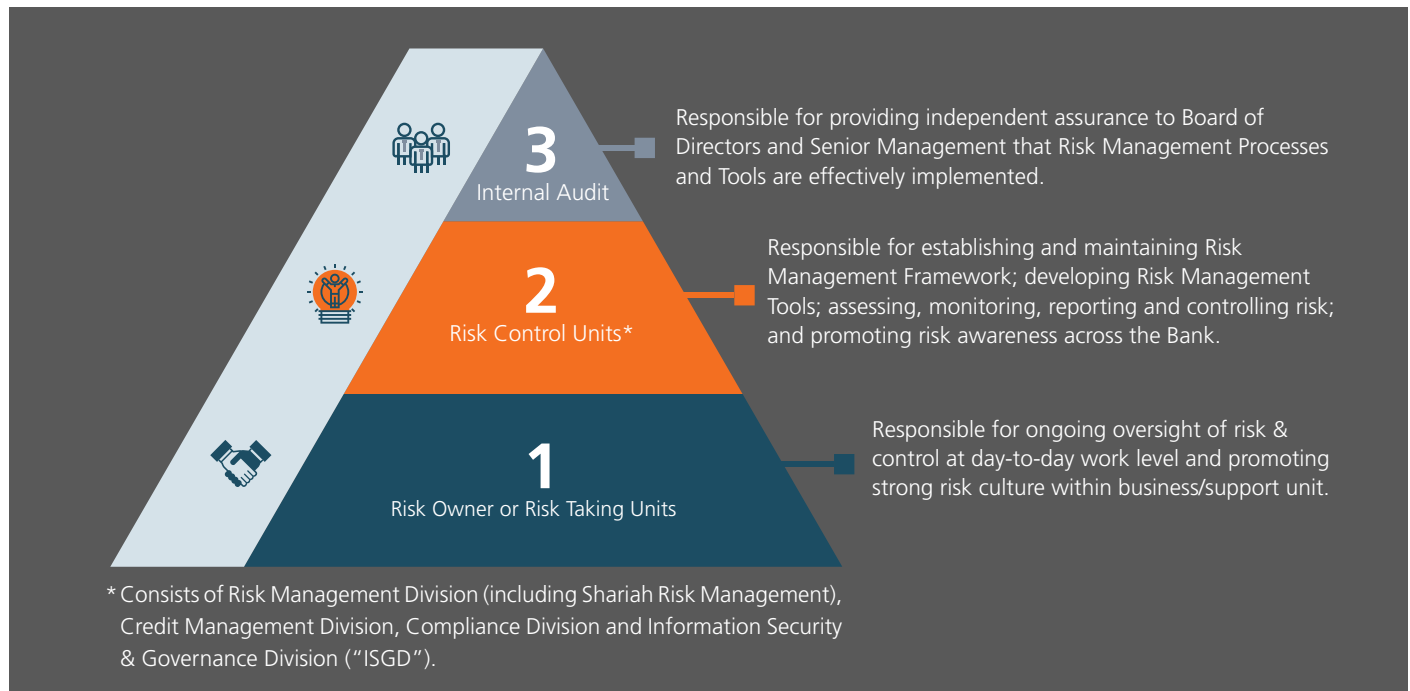 3
Internal Audit
Responsible for providing independent assurance to Board of
Directors and Senior Management that Risk Management Processes
and Tools are effectively implemented.
2
Risk Control Units*
Responsible for establishing and maintaining Risk
Management Framework; developing Risk Management
Tools; assessing, monitoring, reporting and controlling risk;
and promoting risk awareness across the Bank.
1
Risk Owner or Risk Taking Units
Responsible for ongoing oversight of risk &
control at day-to-day work level and promoting
strong risk culture within business/support unit.
* Consists of Risk Management Division (including Shariah Risk Management),
Credit Management Division, Compliance Division and Information Security
& Governance Division (“ISGD”).